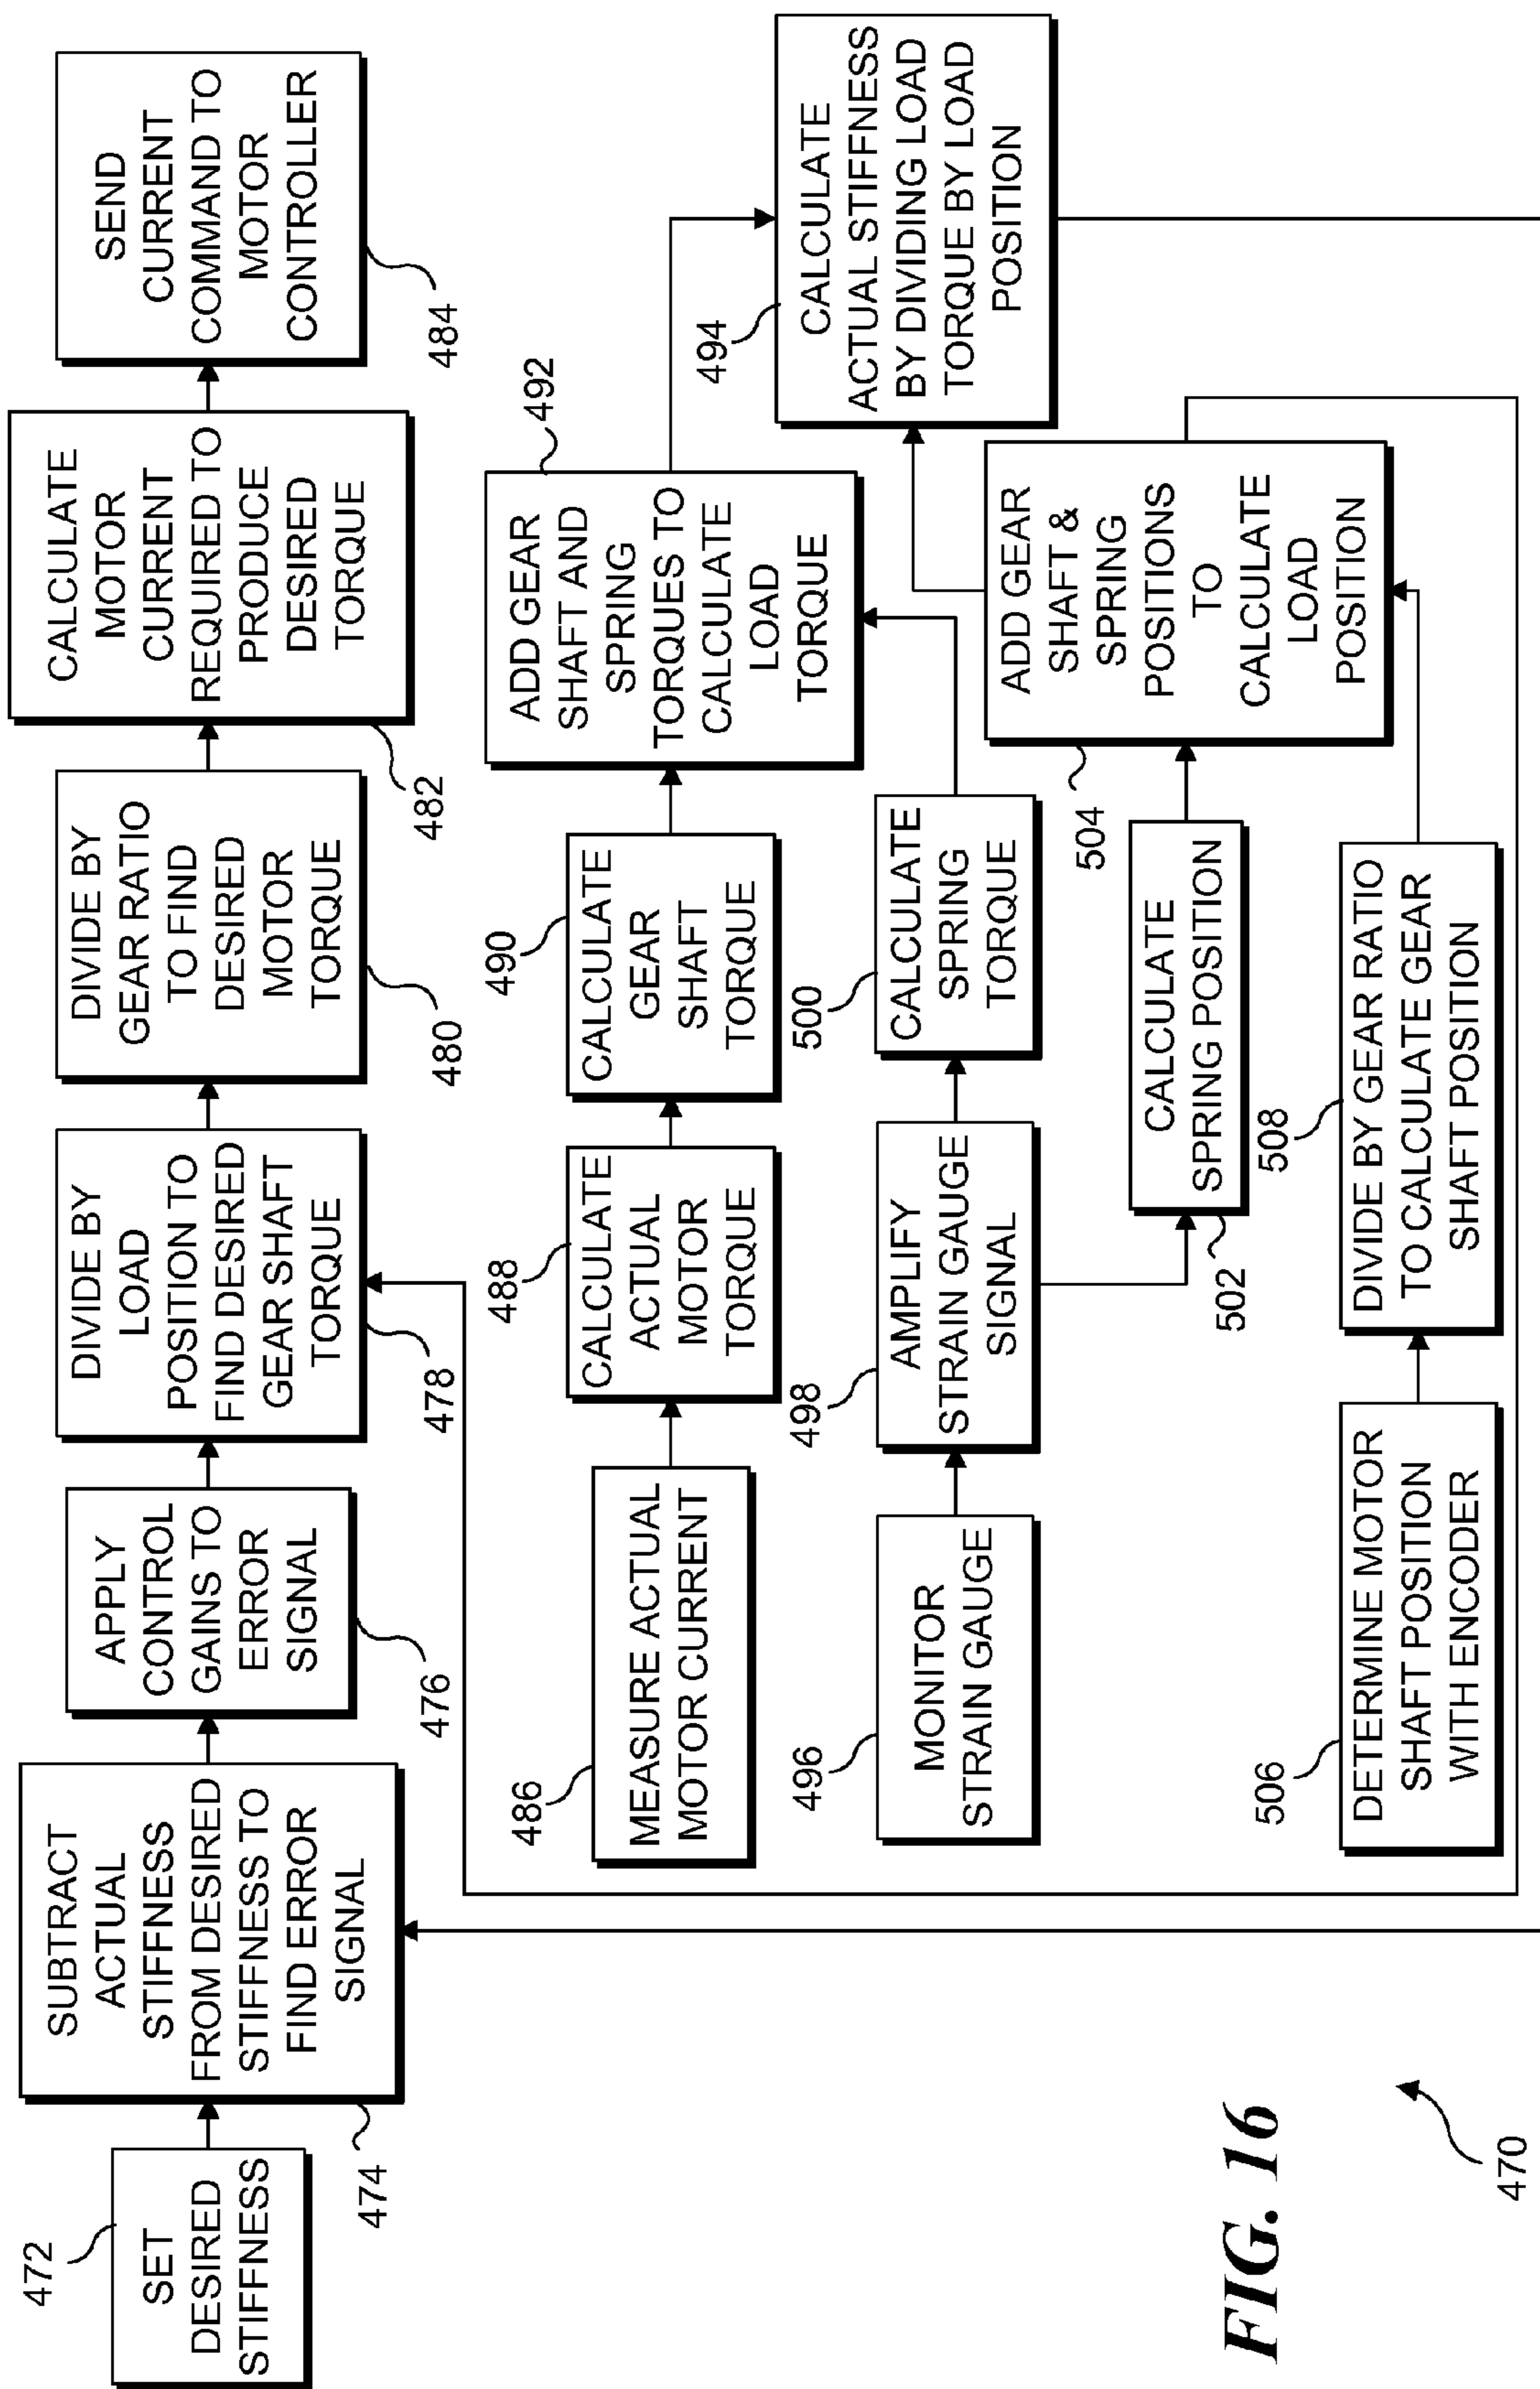 472
SET
DESIRED
STIFFNESS
474
SUBTRACT
ACTUAL
STIFFNESS
FROM DESIRED
STIFFNESS TO
FIND ERROR
SIGNAL
476
APPLY
CONTROL
GAINS TO
ERROR
SIGNAL
478
DIVIDE BY
LOAD
POSITION TO
FIND DESIRED
GEAR SHAFT
TORQUE
480
DIVIDE BY
GEAR RATIO
TO FIND
DESIRED
MOTOR
TORQUE
482
CALCULATE
MOTOR
CURRENT
REQUIRED TO
PRODUCE
DESIRED
TORQUE
484
SEND
CURRENT
COMMAND TO
MOTOR
CONTROLLER
486
MEASURE ACTUAL
MOTOR CURRENT
488
CALCULATE
ACTUAL
MOTOR
TORQUE
490
CALCULATE
GEAR
SHAFT
TORQUE
492
ADD GEAR
SHAFT AND
SPRING
TORQUES TO
CALCULATE
LOAD
TORQUE
494
CALCULATE
ACTUAL STIFFNESS
BY DIVIDING LOAD
TORQUE BY LOAD
POSITION
496
MONITOR
STRAIN GAUGE
498
AMPLIFY
STRAIN GAUGE
SIGNAL
500
CALCULATE
SPRING
TORQUE
502
CALCULATE
SPRING POSITION
504
ADD GEAR
SHAFT &
SPRING
POSITIONS
TO
CALCULATE
LOAD
POSITION
506
DETERMINE MOTOR
SHAFT POSITION
WITH ENCODER
508
DIVIDE BY GEAR RATIO
TO CALCULATE GEAR
SHAFT POSITION
FIG. 16
470